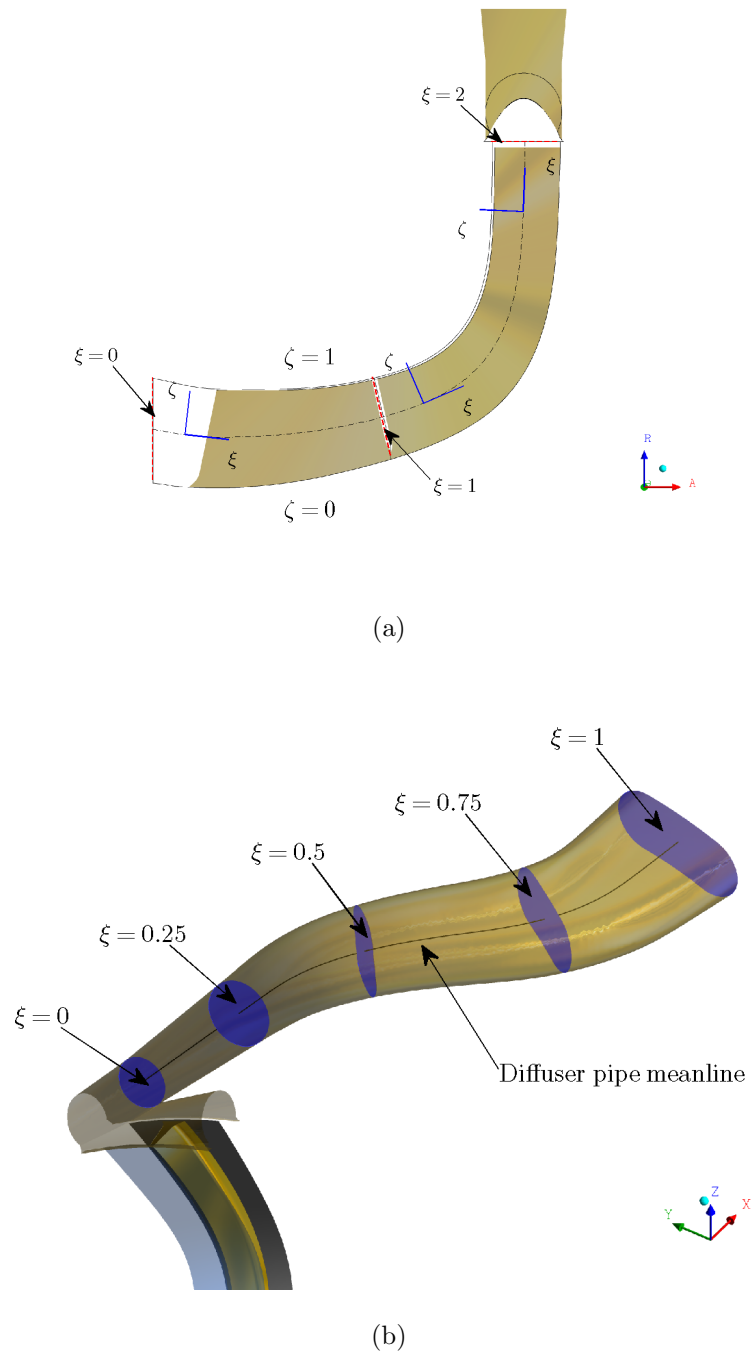 ξ = 2
ξ
ζ
ξ = 0
ζ = 1
ζ
ζ
ξ
ξ
ξ = 1
ζ = 0
R
A
(a)
ξ = 1
ξ = 0.75
ξ = 0.5
ξ = 0.25
ξ = 0
Diffuser pipe meanline
Z
X
Y
(b)